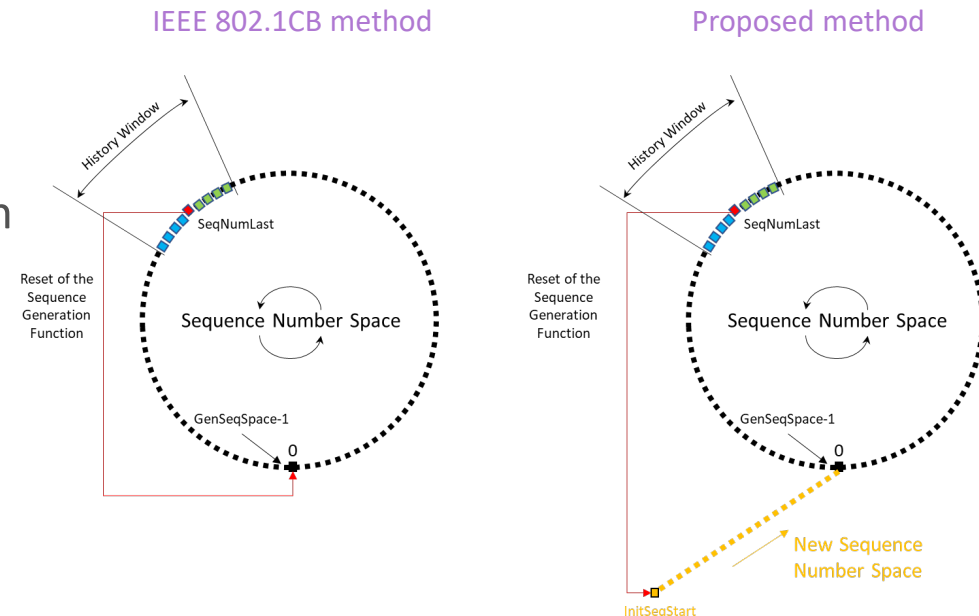 IEEE 802.1CB method
History Window
SeqNumLast
Reset of the
Sequence
Generation
Function
Sequence Number Space
GenSeqSpace-1
0
Proposed method
History Window
SeqNumLast
Reset of the
Sequence
Generation
Function
Sequence Number Space
GenSeqSpace-1
0
New Sequence
Number Space
InitSeqStart